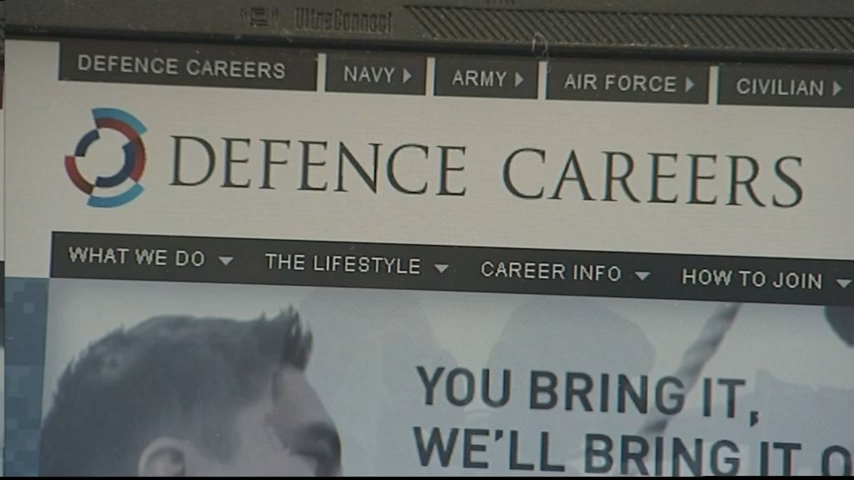 UltraConnect
DEFENCE CAREERS NAVY ARMY AIR FORCE CIVILIAN
DEFENCE CAREERS
WHAT WE DO THE LIFESTYLE CAREER INFO HOW TO JOIN
YOU BRING IT,
WE'LL BRING IT O